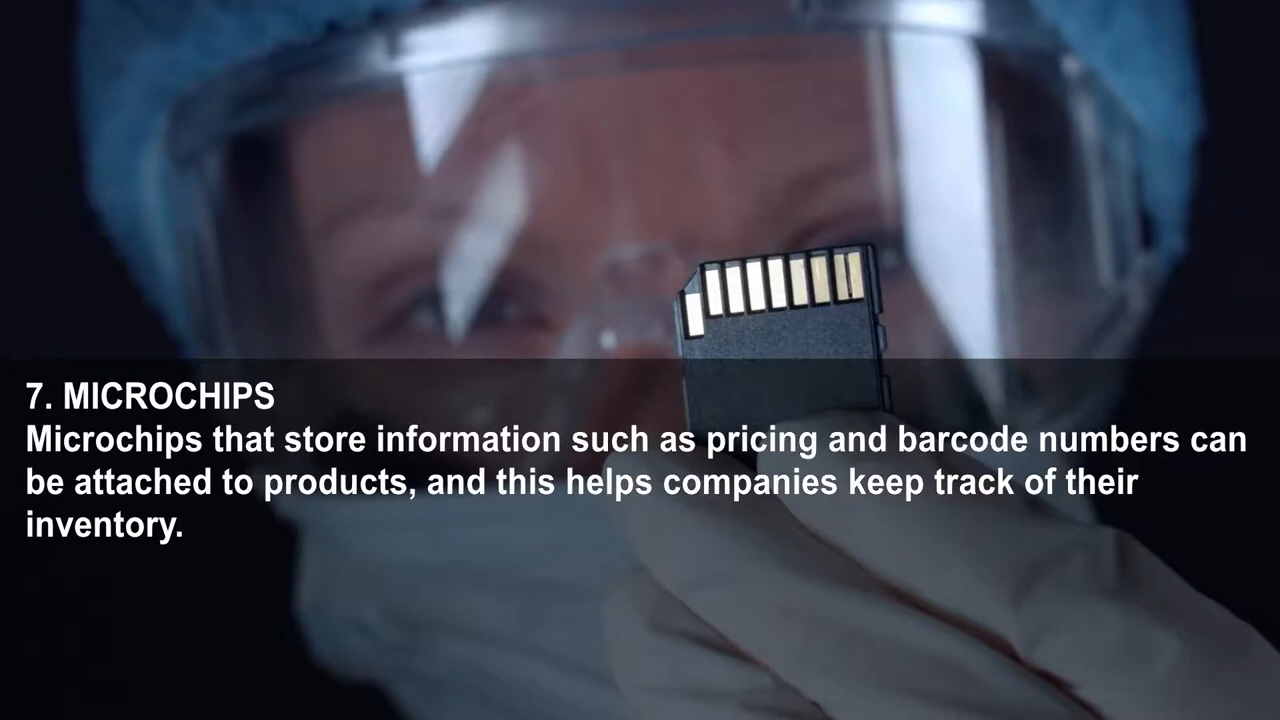 7. MICROCHIPS
Microchips that store information such as pricing and barcode numbers can
be attached to products, and this helps companies keep track of their
inventory.